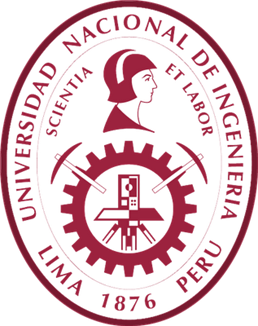 UNIVERSIDAD NACIONAL DE INGENIERIA
SCIENTIA ET LABOR
LIMA 1876 PERU